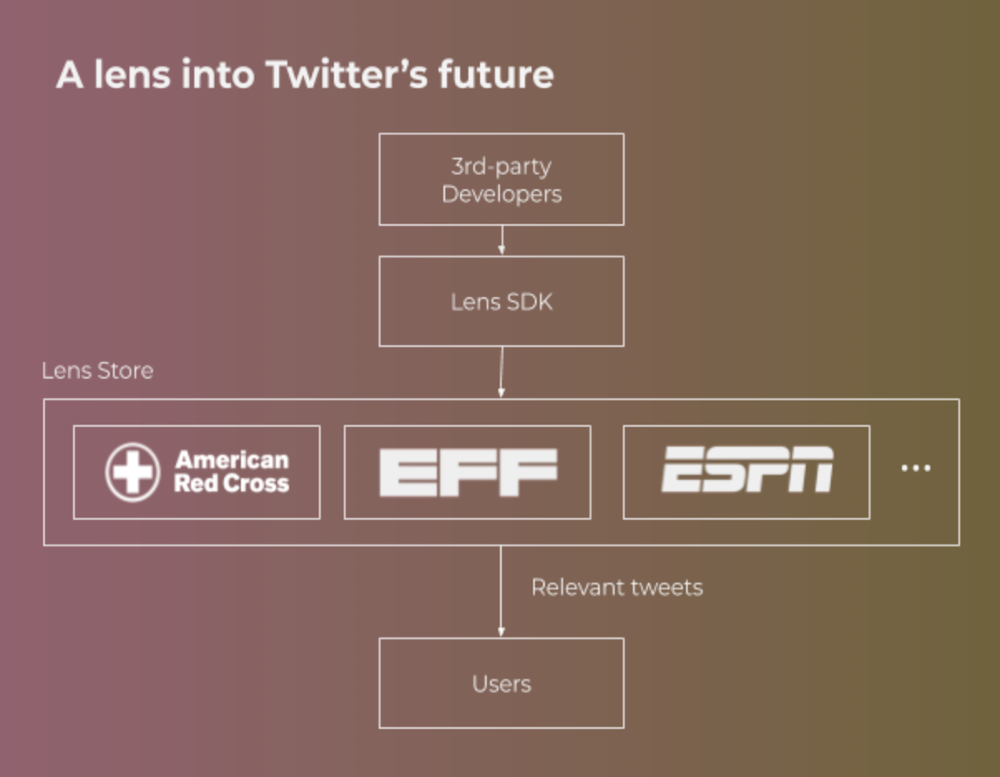 A lens into Twitter’s future
3rd-party
Developers
Lens SDK
Lens Store
American
Red Cross
EFF
ESPN
...
Relevant tweets
Users